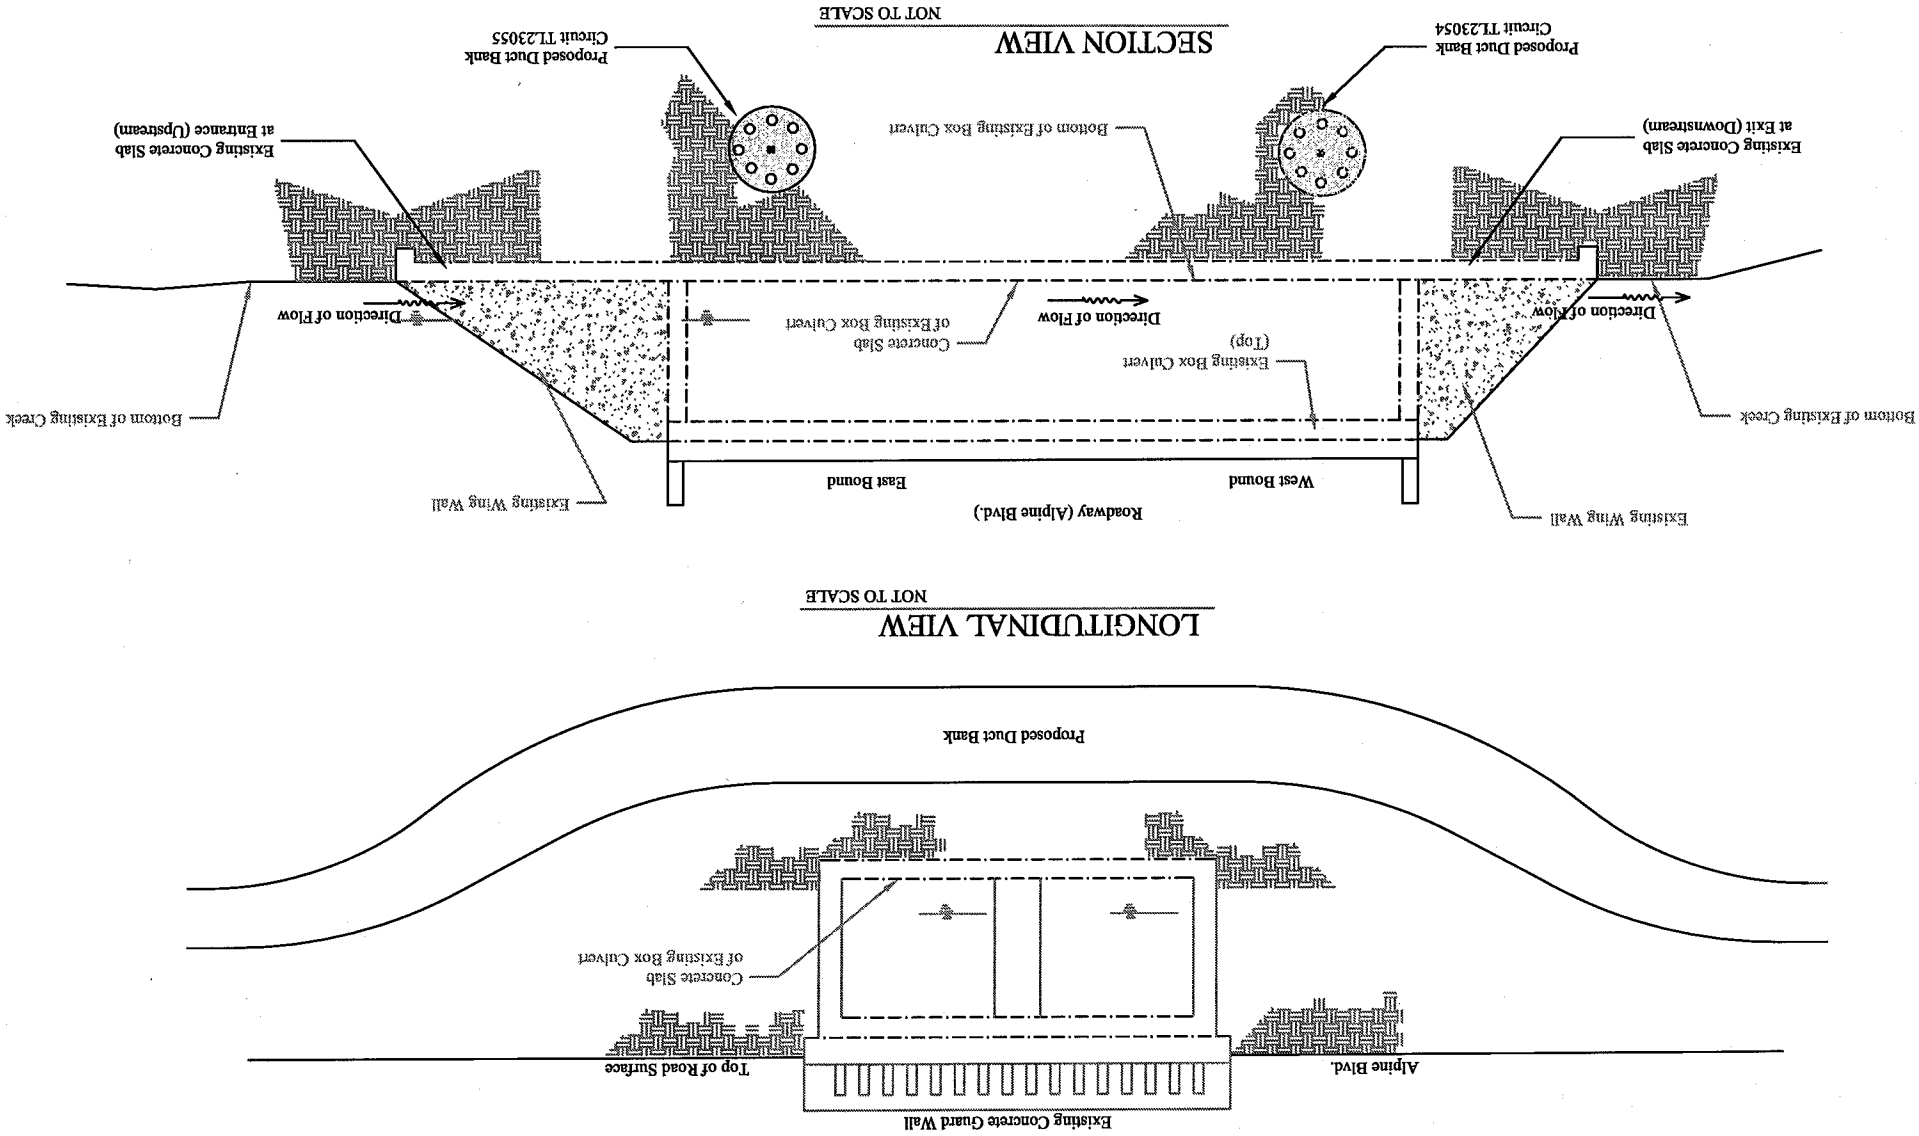 Existing Concrete Guard Wall
Alpine Blvd.
Top of Road Surface
Concrete Slab
of Existing Box Culvert
Proposed Duct Bank
LONGITUDINAL VIEW
NOT TO SCALE
Roadway (Alpine Blvd.)
Existing Wing Wall
West Bound
East Bound
Existing Wing Wall
Bottom of Existing Creek
Existing Box Culvert
(Top)
Concrete Slab
of Existing Box Culvert
Bottom of Existing Creek
Direction of Flow
Direction of Flow
Direction of Flow
Existing Concrete Slab
at Exit (Downstream)
Bottom of Existing Box Culvert
Existing Concrete Slab
at Entrance (Upstream)
Proposed Duct Bank
Circuit TL23054
Proposed Duct Bank
Circuit TL23055
SECTION VIEW
NOT TO SCALE